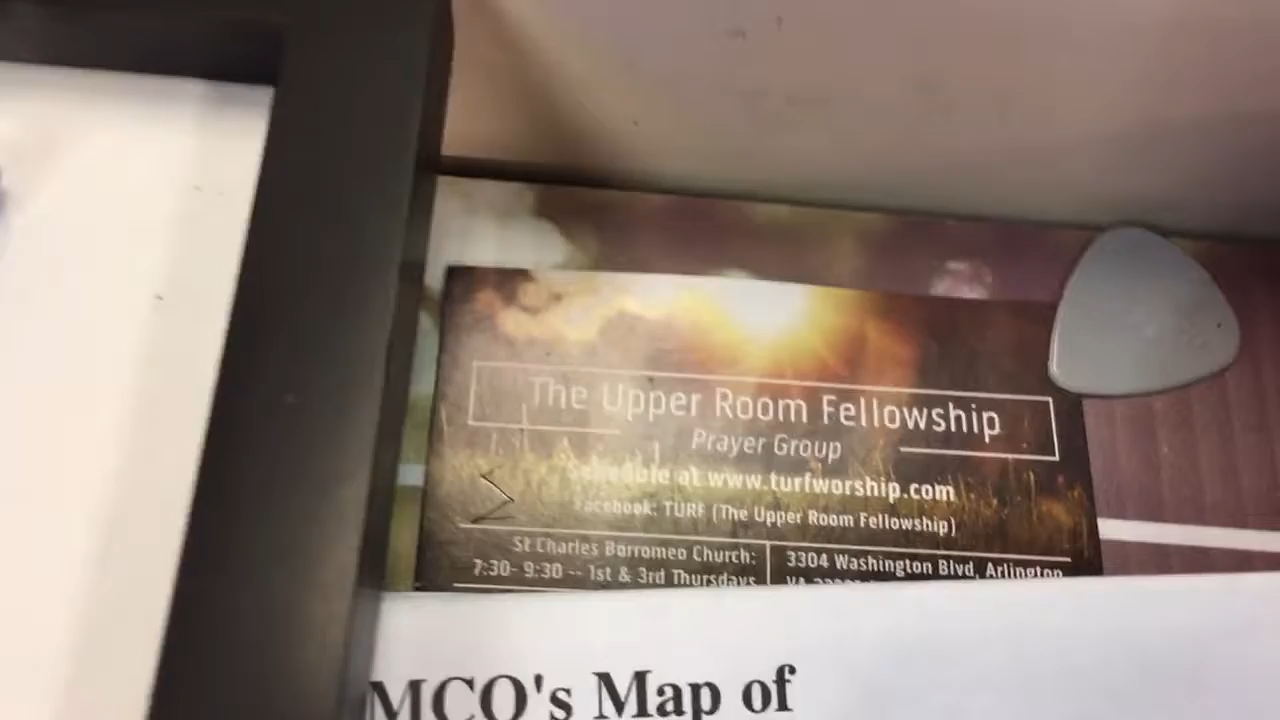 The Upper Room Fellowship
Prayer Group
Schedule at www.turfworship.com
Facebook: TURF (The Upper Room Fellowship)
St Charles Borromeo Church:
7:30- 9:30 -- 1st & 3rd Thursdays
3304 Washington Blvd, Arlington
VA
MCO's Map of